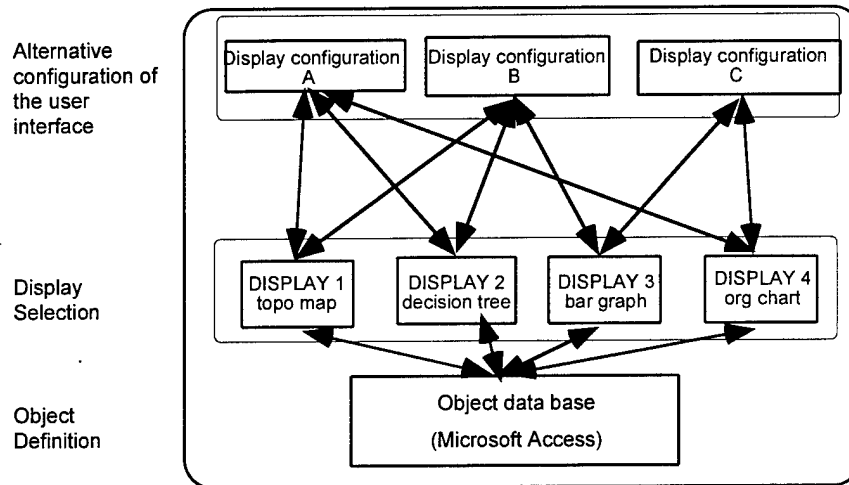 Alternative
configuration of
the user
interface
Display configuration
A
Display configuration
B
Display configuration
C
Display
Selection
DISPLAY 1
topo map
DISPLAY 2
decision tree
DISPLAY 3
bar graph
DISPLAY 4
org chart
Object
Definition
Object data base
(Microsoft Access)